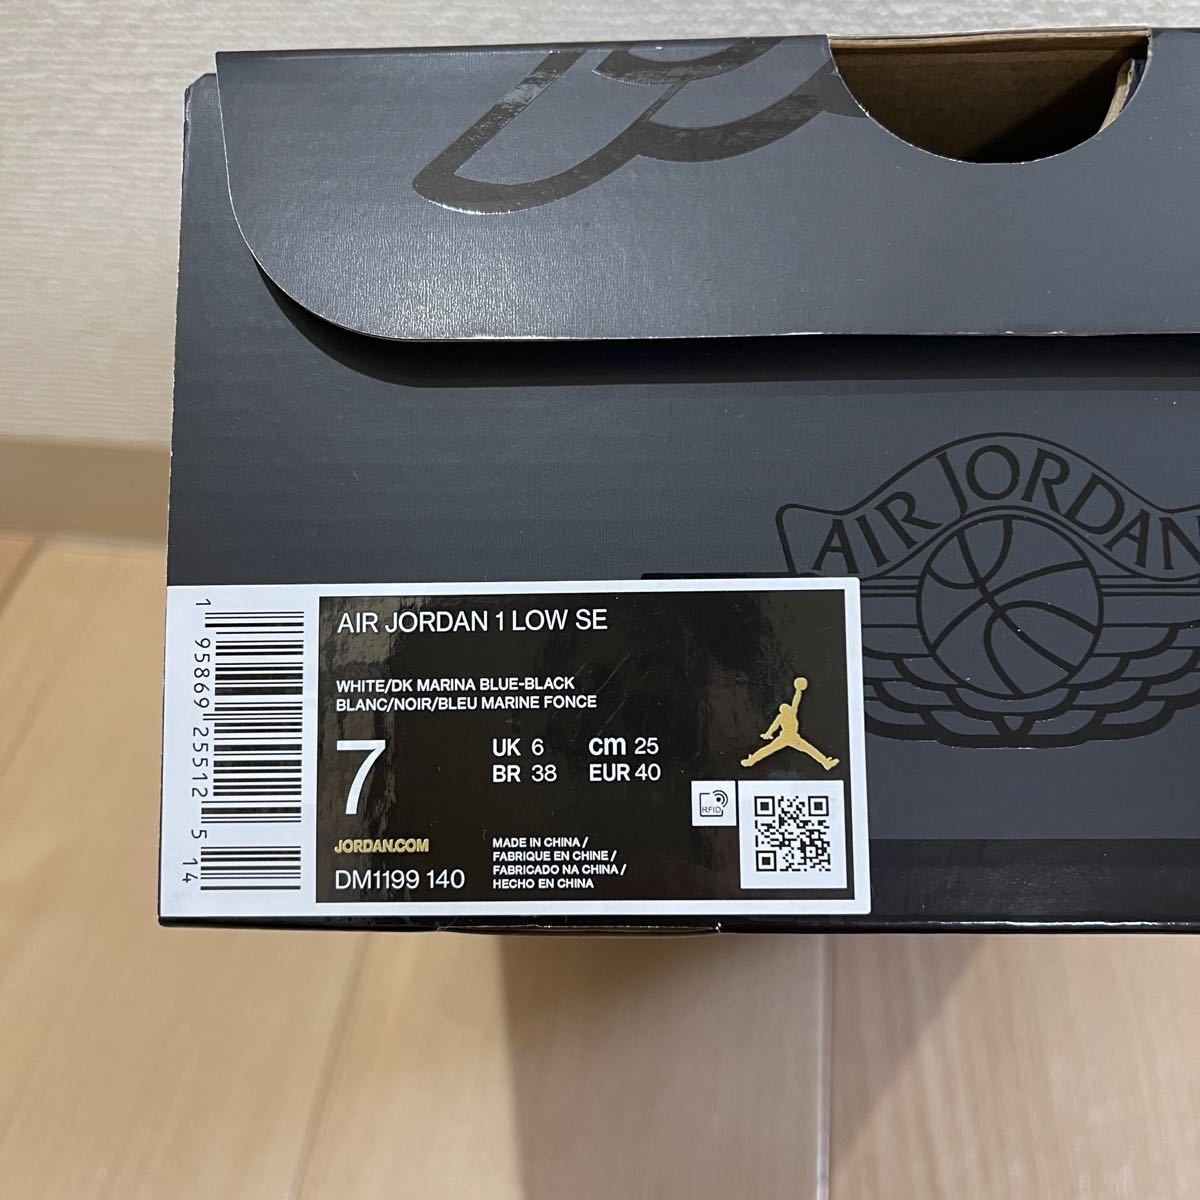 AIR JORDAN
AIR JORDAN 1 LOW SE
WHITE/DK MARINA BLUE-BLACK
BLANC/NOIR/BLEU MARINE FONCE
7
UK 6 cm 25
BR 38 EUR 40
RFID
JORDAN.COM
DM1199 140
MADE IN CHINA /
FABRIQUE EN CHINE /
FABRICADO NA CHINA /
HECHO EN CHINA
1 95869 25512 5 14